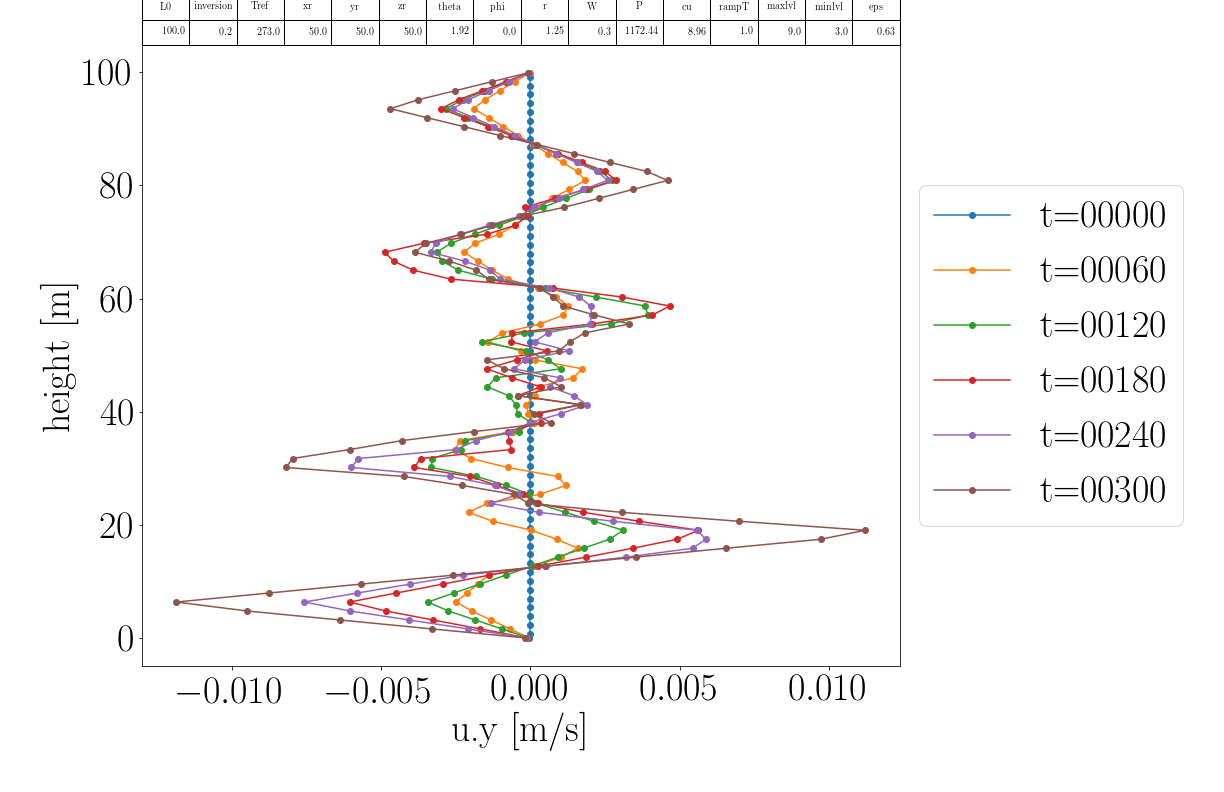 L0 inversion Tref xr yr zr theta phi r W P cu rampT maxlvl minlvl eps
100.0 0.2 273.0 50.0 50.0 50.0 1.92 0.0 1.25 0.3 1172.44 8.96 1.0 9.0 3.0 0.63
100
80
60
40
20
0
height [m]
−0.010 −0.005 0.000 0.005 0.010
u.y [m/s]
t=00000
t=00060
t=00120
t=00180
t=00240
t=00300